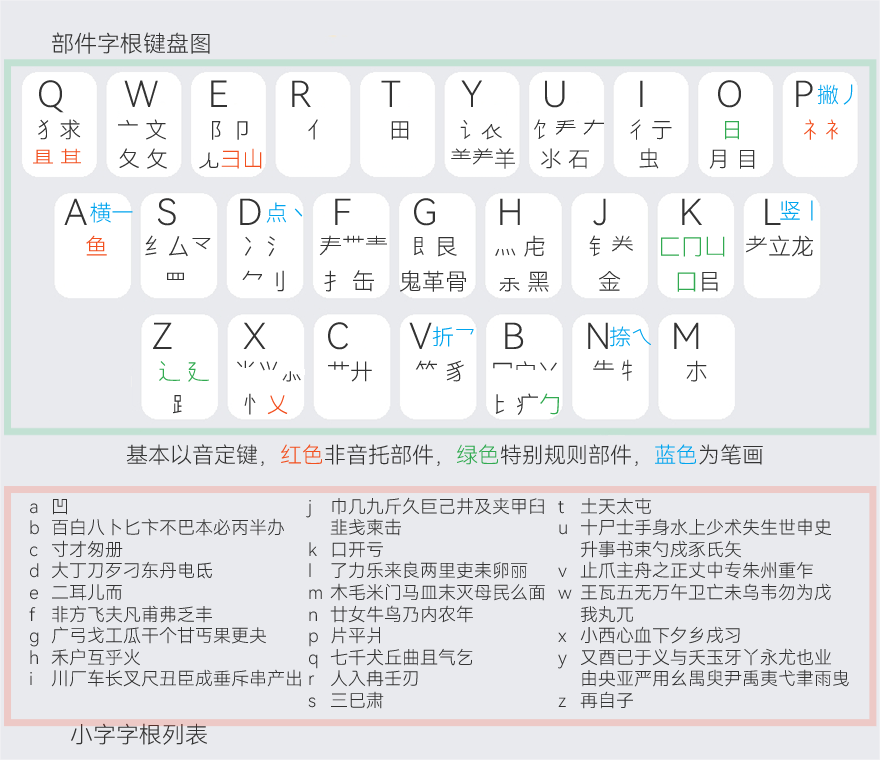 部件字根键盘图
Q W E R T Y U I O P 撇丿
犭求 亠文 阝卩 亻 田 讠衣 饣龵𠂇 彳亍 日 礻衤
夂攵 彐山 羊 氺石 虫 月目
A 横一 S D 点丶 F G H J K L 竖丨
鱼 纟厶龴 冫氵 龶 艮 灬虍 钅龹 匚冂凵 耂立龙
罒 𠂊刂 扌缶 鬼革骨 黑 金 口
Z X C V 折乛 B N 捺乀 M
辶廴 ⺌ 艹廾 𥫗豸 冖宀丷 牜 朩
忄乂 疒勹
基本以音定键，红色非音托部件，绿色特别规则部件，蓝色为笔画
a 凹
b 百白八卜匕卞不巴本必丙半办
c 寸才匆册
d 大丁刀歹刁东丹电氐
e 二耳儿而
f 非方飞夫凡甫弗乏丰
g 广弓戈工瓜干个甘丐果更夬
h 禾户互乎火
i 川厂车长叉尺丑臣成垂斥串产出
j 巾几九斤久巨己井及夹甲臼
韭戋柬击
k 口开亏
l 了力乐来良两里吏耒卵丽
m 木毛米门马皿末灭母民么面
n 廿女牛鸟乃内农年
p 片平爿
q 七千犬丘曲且气乞
r 人入冉壬刃
s 三巳肃
t 土天太屯
u 十尸士手身水上少术失生世申史
升事书束勺戍豕氏矢
v 止爪主舟之正丈中专朱州重乍
w 王瓦五无万午卫亡未乌韦勿为戊
我丸兀
x 小西心血下夕乡戌习
y 又酉已于义与夭玉牙丫永尤也业
由央亚严用幺禺臾尹禹夷弋聿雨曳
z 再自子
小字字根列表